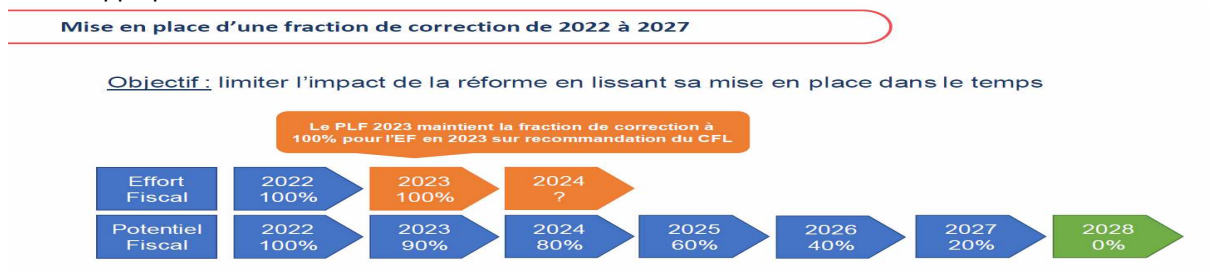 Mise en place d'une fraction de correction de 2022 à 2027
Objectif : limiter l'impact de la réforme en lissant sa mise en place dans le temps
Le PLF 2023 maintient la fraction de correction à
100% pour l'EF en 2023 sur recommandation du CFL
Effort
Fiscal
2022
100%
2023
100%
2024
?
Potentiel
Fiscal
2022
100%
2023
90%
2024
80%
2025
60%
2026
40%
2027
20%
2028
0%